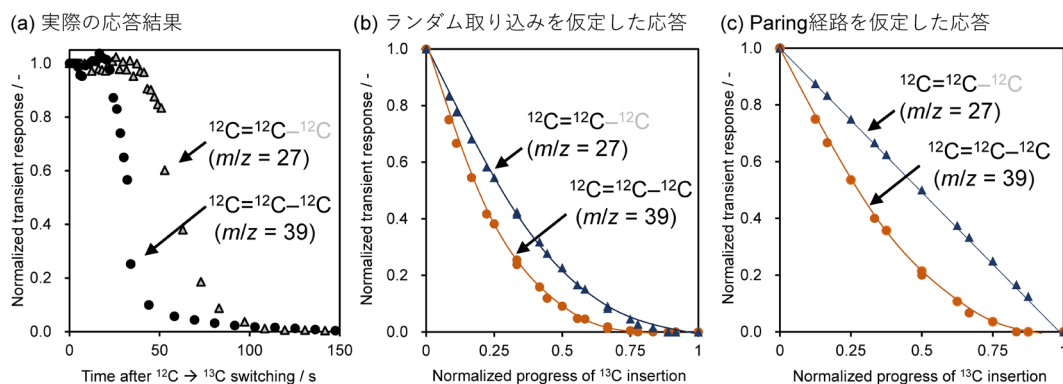 (a) 実際の応答結果
Normalized transient response / -
1.0
0.8
0.6
0.4
0.2
0.0
¹²C=¹²C–¹²C
(m/z = 27)
¹²C=¹²C–¹²C
(m/z = 39)
0
50
100
150
Time after ¹²C → ¹³C switching / s
(b) ランダム取り込みを仮定した応答
Normalized transient response / -
1.0
0.8
0.6
0.4
0.2
0.0
¹²C=¹²C–¹²C
(m/z = 27)
¹²C=¹²C–¹²C
(m/z = 39)
0
0.25
0.5
0.75
1
Normalized progress of ¹³C insertion
(c) Paring経路を仮定した応答
Normalized transient response / -
1.0
0.8
0.6
0.4
0.2
0.0
¹²C=¹²C–¹²C
(m/z = 27)
¹²C=¹²C–¹²C
(m/z = 39)
0
0.25
0.5
0.75
1
Normalized progress of ¹³C insertion